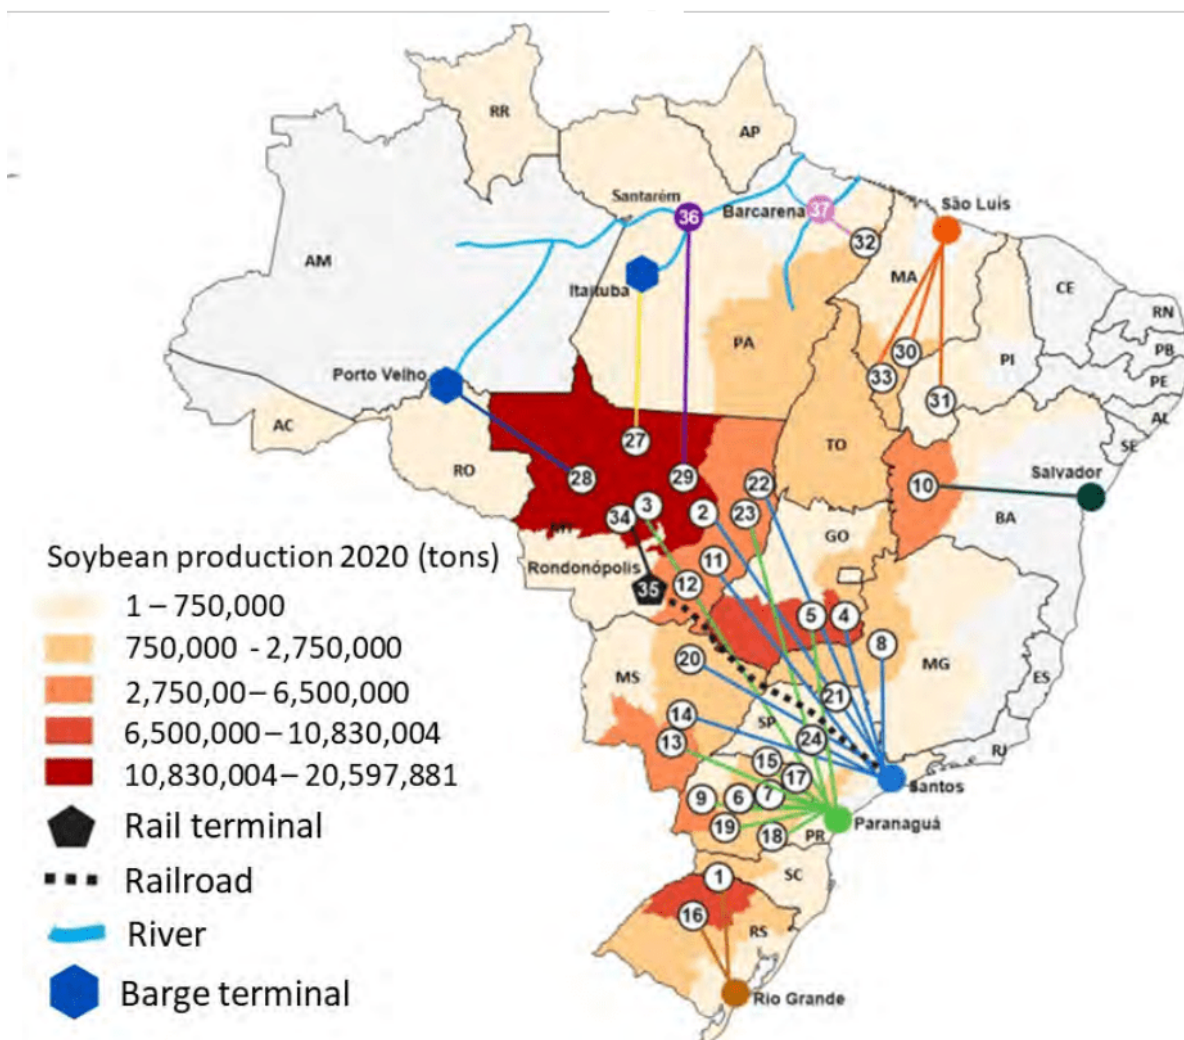 RR
AP
Santarém
36
Barcarena
37
São Luís
32
AM
Itaituba
MA
CE
RN
PB
PE
AL
SE
PA
PI
30
33
31
Porto Velho
AC
RO
27
TO
28
29
22
10
Salvador
34
3
2
23
BA
MT
GO
Rondonópolis
11
12
35
5
4
8
MG
ES
20
MS
21
14
SP
13
24
RJ
15
17
Santos
9
6
7
19
18
PR
Paranaguá
1
SC
16
RS
Rio Grande
Soybean production 2020 (tons)
1 – 750,000
750,000 - 2,750,000
2,750,00 – 6,500,000
6,500,000 – 10,830,004
10,830,004 – 20,597,881
Rail terminal
Railroad
River
Barge terminal